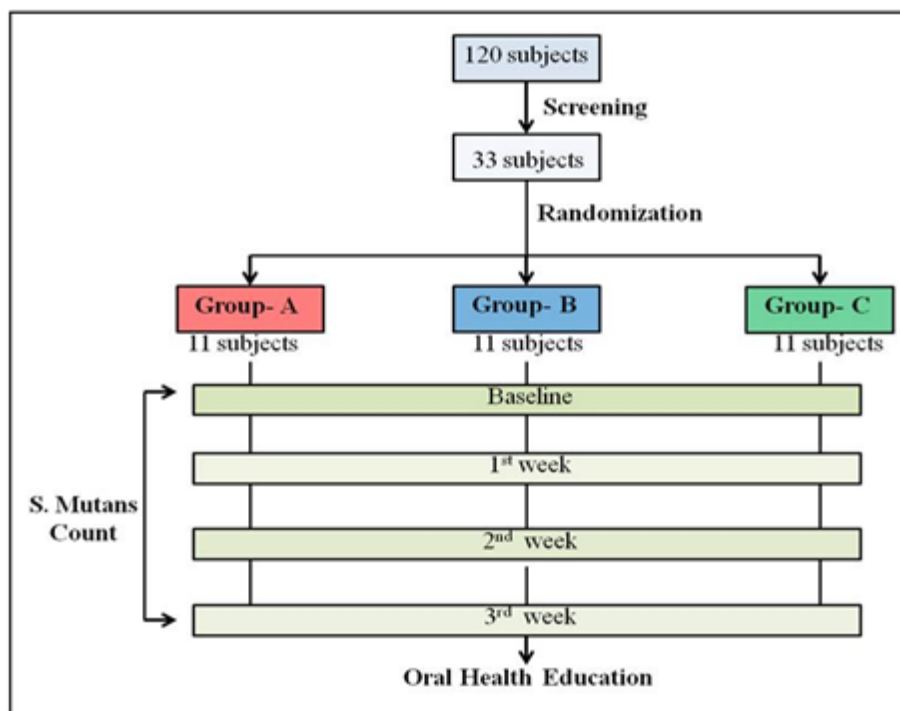 120 subjects
Screening
33 subjects
Randomization
Group- A
Group- B
Group- C
11 subjects
11 subjects
11 subjects
Baseline
1st week
S. Mutans
Count
2nd week
3rd week
Oral Health Education